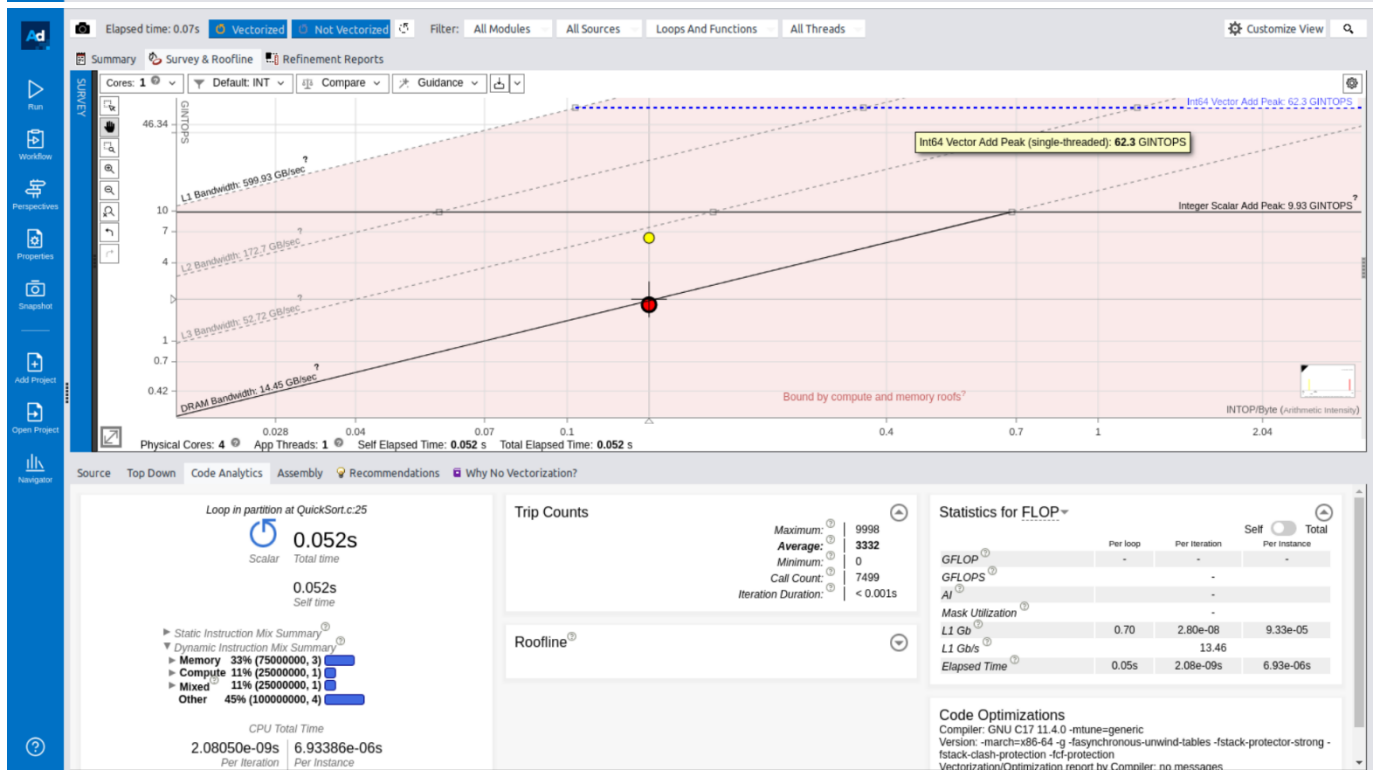 Ad
Elapsed time: 0.07s Vectorized Not Vectorized Filter: All Modules All Sources Loops And Functions All Threads Customize View
Summary Survey & Roofline Refinement Reports
Run
Workflow
Perspectives
Properties
Snapshot
Add Project
Open Project
Navigator
SURVEY
Cores: 1 Default: INT Compare Guidance
GINTOPS
Int64 Vector Add Peak: 62.3 GINTOPS
46.34
Int64 Vector Add Peak (single-threaded): 62.3 GINTOPS
?
L1 Bandwidth: 599.93 GB/sec
10
Integer Scalar Add Peak: 9.93 GINTOPS ?
7
?
4
L2 Bandwidth: 172.7 GB/sec
?
L3 Bandwidth: 52.72 GB/sec
1
0.7
?
0.42
DRAM Bandwidth: 14.45 GB/sec
Bound by compute and memory roofs?
INTOP/Byte (Arithmetic Intensity)
0.028 0.04 0.07 0.1 0.4 0.7 1 2.04
Physical Cores: 4 App Threads: 1 Self Elapsed Time: 0.052 s Total Elapsed Time: 0.052 s
Source Top Down Code Analytics Assembly Recommendations Why No Vectorization?
Loop in partition at QuickSort.c:25
0.052s
Scalar Total time
0.052s
Self time
Static Instruction Mix Summary
Dynamic Instruction Mix Summary
Memory 33% (75000000, 3)
Compute 11% (25000000, 1)
Mixed 11% (25000000, 1)
Other 45% (100000000, 4)
CPU Total Time
2.08050e-09s 6.93386e-06s
Per Iteration Per Instance
Trip Counts
Maximum: 9998
Average: 3332
Minimum: 0
Call Count: 7499
Iteration Duration: < 0.001s
Roofline
Statistics for FLOP
Self Total
Per loop Per Iteration Per Instance
GFLOP - - -
GFLOPS -
AI -
Mask Utilization -
L1 Gb 0.70 2.80e-08 9.33e-05
L1 Gb/s 13.46
Elapsed Time 0.05s 2.08e-09s 6.93e-06s
Code Optimizations
Compiler: GNU C17 11.4.0 -mtune=generic
Version: -march=x86-64 -g -fasynchronous-unwind-tables -fstack-protector-strong -
fstack-clash-protection -fcf-protection
Vectorization/Optimization report by Compiler: no messages